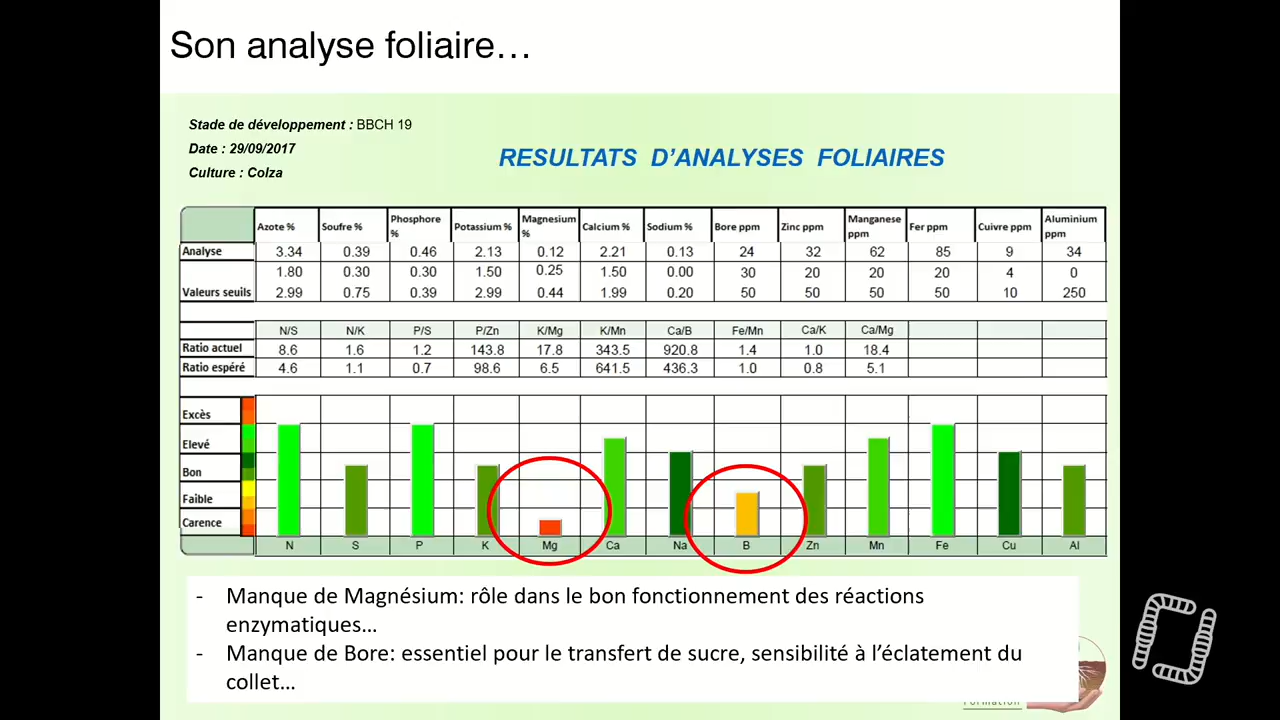 Son analyse foliaire…
Stade de développement : BBCH 19
Date : 29/09/2017
Culture : Colza
RESULTATS D’ANALYSES FOLIAIRES
Azote % Soufre % Phosphore % Potassium % Magnesium % Calcium % Sodium % Bore ppm Zinc ppm Manganese ppm Fer ppm Cuivre ppm Aluminium ppm
Analyse 3.34 0.39 0.46 2.13 0.12 2.21 0.13 24 32 62 85 9 34
1.80 0.30 0.30 1.50 0.25 1.50 0.00 30 20 20 20 4 0
Valeurs seuils 2.99 0.75 0.39 2.99 0.44 1.99 0.20 50 50 50 50 10 250
N/S N/K P/S P/Zn K/Mg K/Mn Ca/B Fe/Mn Ca/K Ca/Mg
Ratio actuel 8.6 1.6 1.2 143.8 17.8 343.5 920.8 1.4 1.0 18.4
Ratio espéré 4.6 1.1 0.7 98.6 6.5 641.5 436.3 1.0 0.8 5.1
Excès
Elevé
Bon
Faible
Carence
N S P K Mg Ca Na B Zn Mn Fe Cu Al
- Manque de Magnésium: rôle dans le bon fonctionnement des réactions
enzymatiques…
- Manque de Bore: essentiel pour le transfert de sucre, sensibilité à l’éclatement du
collet…
Formation